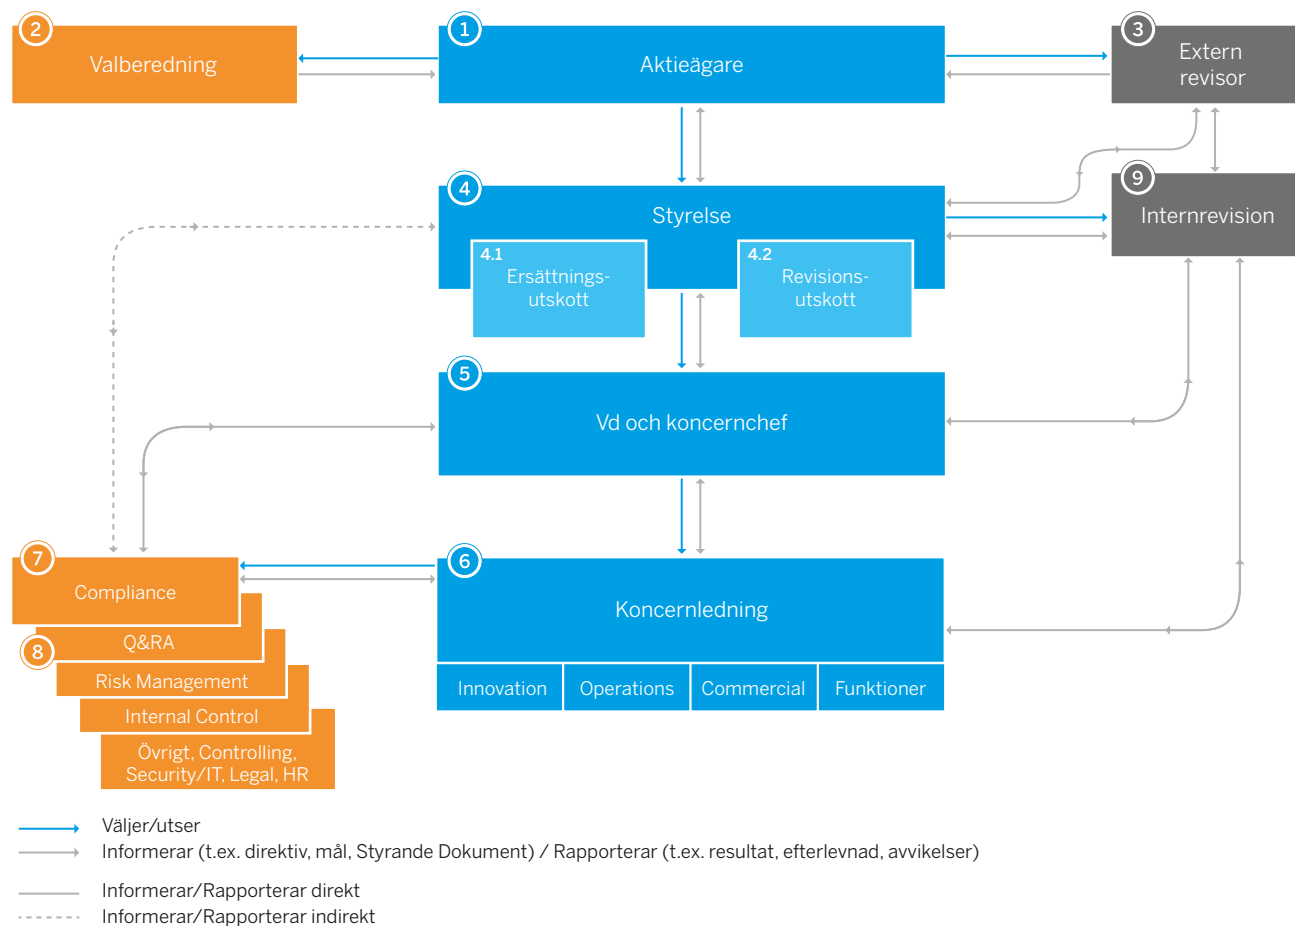 2
Valberedning
1
Aktieägare
3
Extern
revisor
4
Styrelse
4.1
Ersättnings-
utskott
4.2
Revisions-
utskott
9
Internrevision
5
Vd och koncernchef
6
Koncernledning
Innovation
Operations
Commercial
Funktioner
7
Compliance
8
Q&RA
Risk Management
Internal Control
Övrigt, Controlling,
Security/IT, Legal, HR
Väljer/utser
Informerar (t.ex. direktiv, mål, Styrande Dokument) / Rapporterar (t.ex. resultat, efterlevnad, avvikelser)
Informerar/Rapporterar direkt
Informerar/Rapporterar indirekt